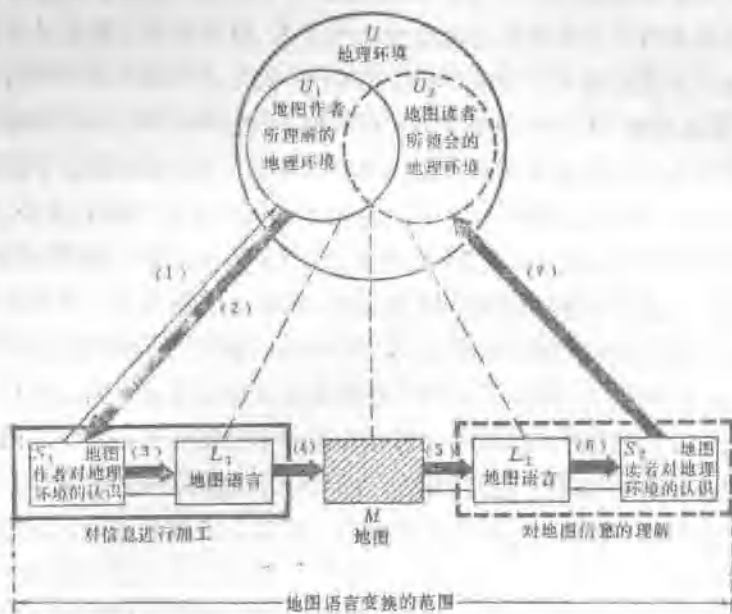 U
地理环境
U₁
地图作者
所理解的
地理环境
U₂
地图读者
所领会的
地理环境
(1)
(2)
(7)
S₁ 地图
作者对地理
环境的认识
(3)
L₁
地图语言
(4)
(5)
L₂
地图语言
(6)
S₂ 地图
读者对地理
环境的认识
M
地图
对信息进行加工
对地图信息的理解
地图语言变换的范围